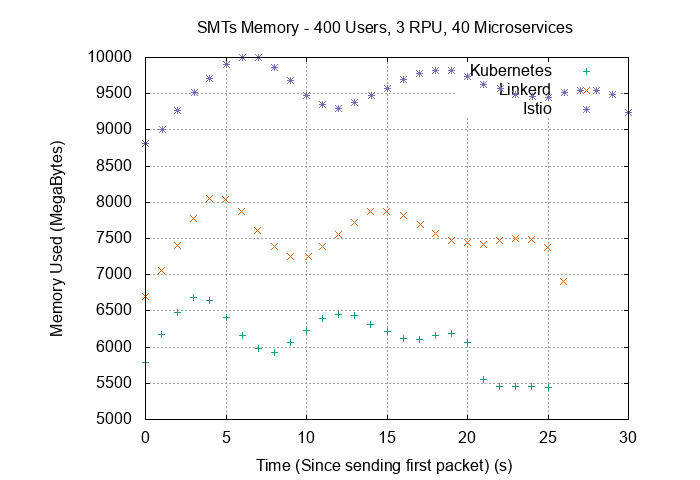 SMTs Memory - 400 Users, 3 RPU, 40 Microservices
10000
9500
9000
8500
8000
7500
7000
6500
6000
5500
5000
Memory Used (MegaBytes)
Kubernetes
Linkerd
Istio
0 5 10 15 20 25 30
Time (Since sending first packet) (s)